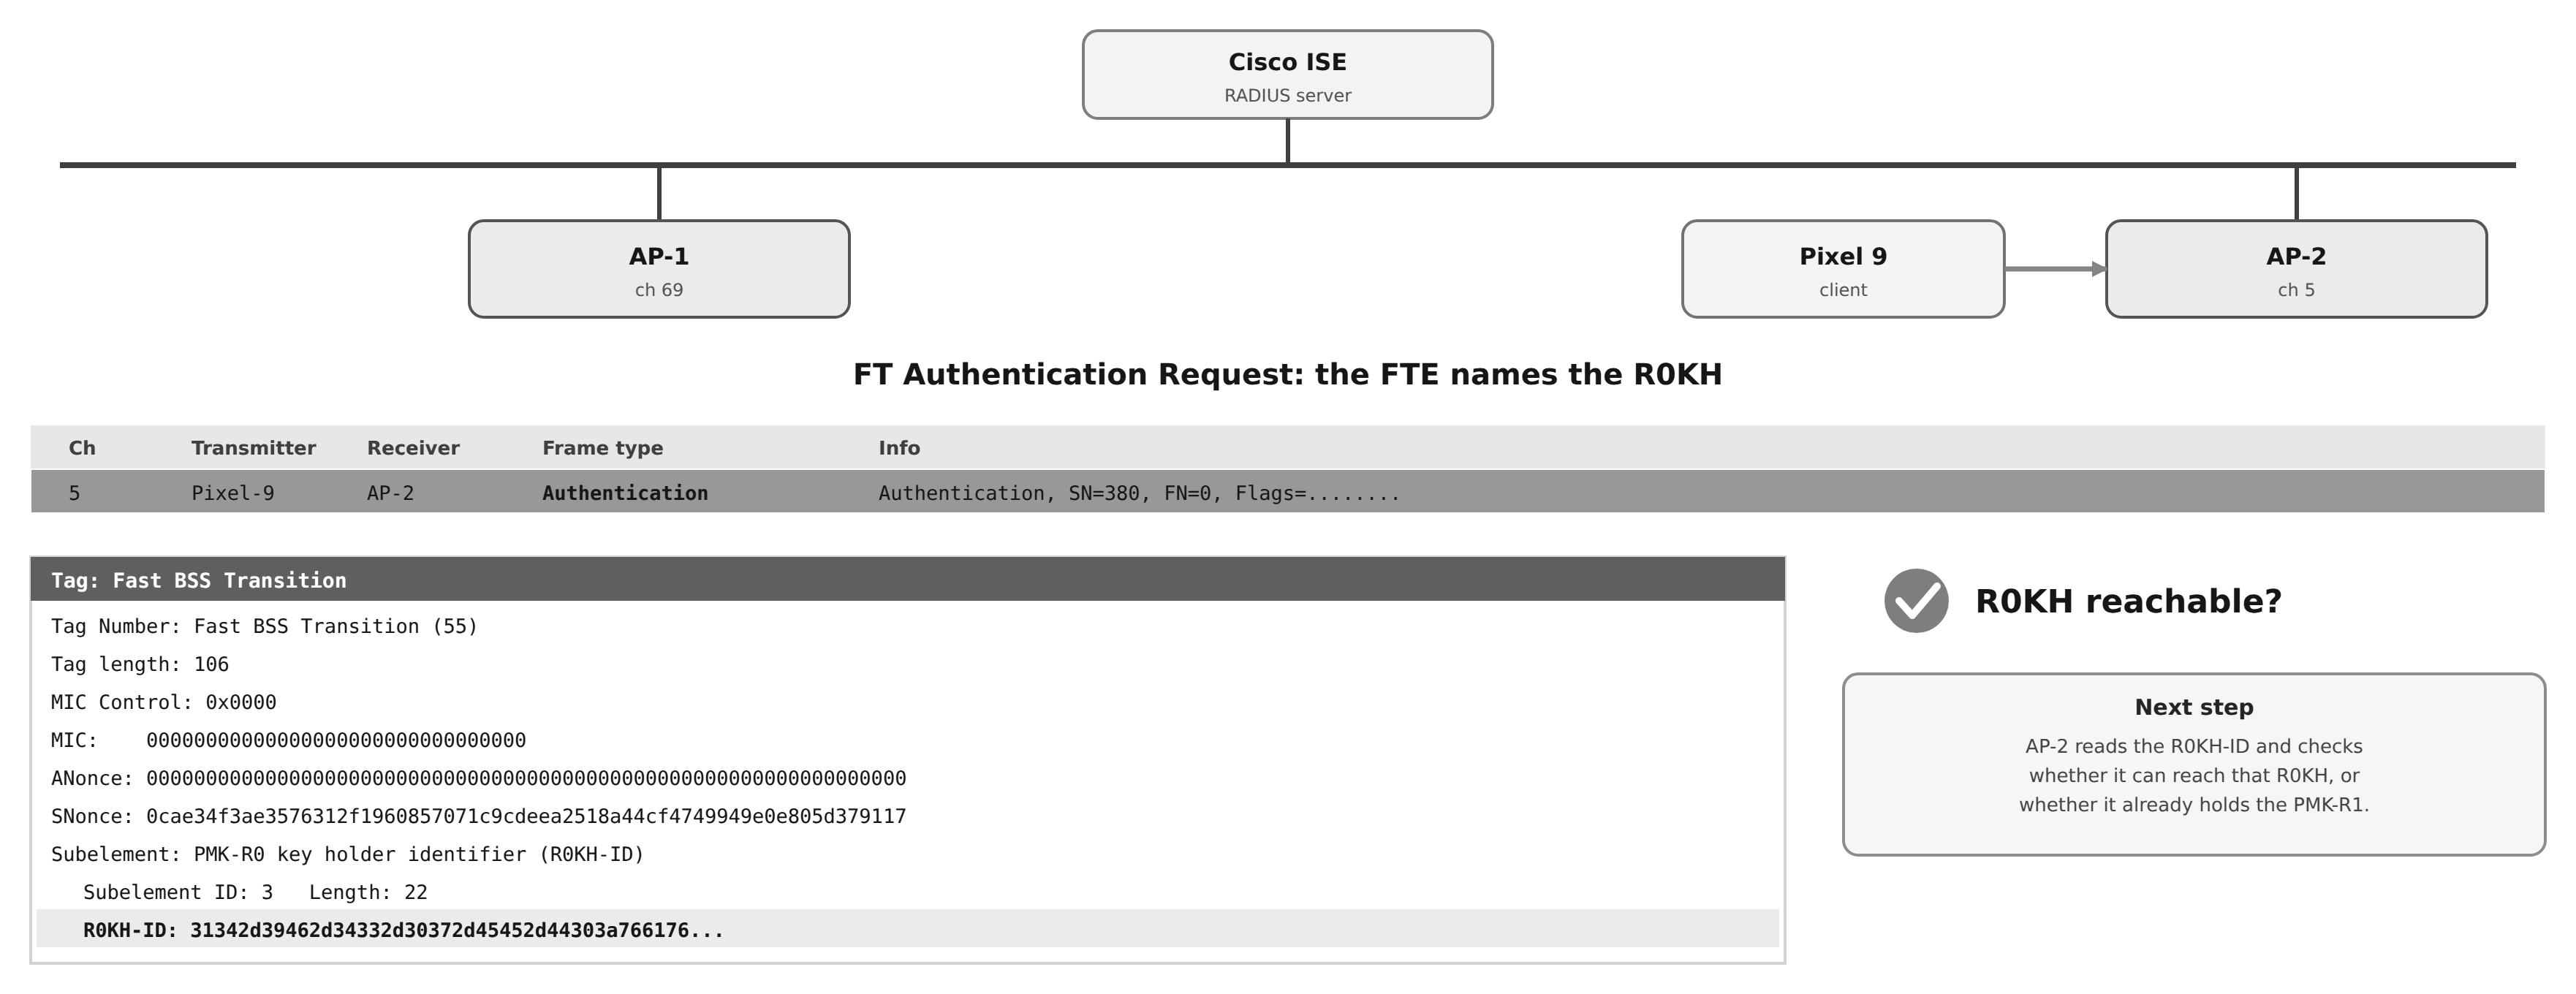 Cisco ISE
RADIUS server
AP-1
ch 69
Pixel 9
client
AP-2
ch 5
FT Authentication Request: the FTE names the R0KH
Ch Transmitter Receiver Frame type Info
5 Pixel-9 AP-2 Authentication Authentication, SN=380, FN=0, Flags=........
Tag: Fast BSS Transition
Tag Number: Fast BSS Transition (55)
Tag length: 106
MIC Control: 0x0000
MIC: 00000000000000000000000000000000
ANonce: 0000000000000000000000000000000000000000000000000000000000000000
SNonce: 0cae34f3ae3576312f1960857071c9cdeea2518a44cf4749949e0e805d379117
Subelement: PMK-R0 key holder identifier (R0KH-ID)
Subelement ID: 3 Length: 22
R0KH-ID: 31342d39462d34332d30372d45452d44303a766176...
R0KH reachable?
Next step
AP-2 reads the R0KH-ID and checks
whether it can reach that R0KH, or
whether it already holds the PMK-R1.